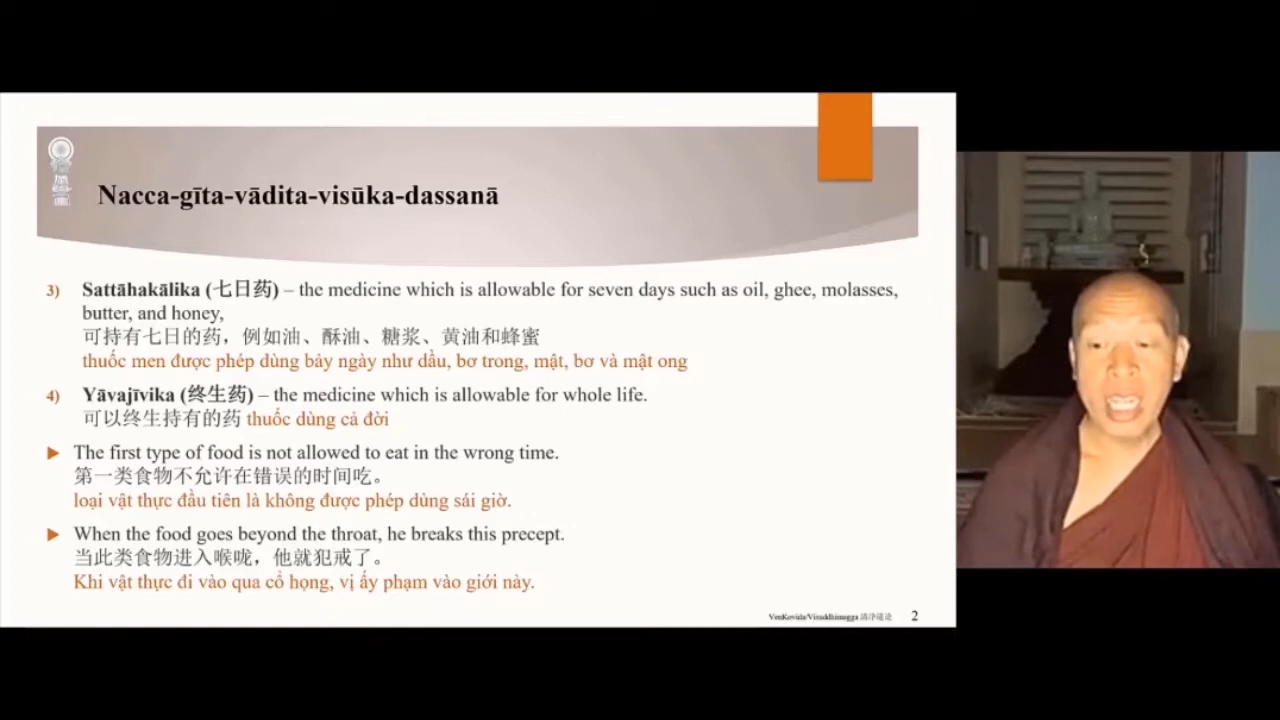 Nacca-gīta-vādita-visūka-dassanā
3) Sattāhakālika (七日药) – the medicine which is allowable for seven days such as oil, ghee, molasses,
butter, and honey,
可持有七日的药，例如油、酥油、糖浆、黄油和蜂蜜
thuốc men được phép dùng bảy ngày như dầu, bơ trong, mật, bơ và mật ong
4) Yāvajīvika (终生药) – the medicine which is allowable for whole life.
可以终生持有的药 thuốc dùng cả đời
The first type of food is not allowed to eat in the wrong time.
第一类食物不允许在错误的时间吃。
loại vật thực đầu tiên là không được phép dùng sái giờ.
When the food goes beyond the throat, he breaks this precept.
当此类食物进入喉咙，他就犯戒了。
Khi vật thực đi vào qua cổ họng, vị ấy phạm vào giới này.
VenKovida/Visuddhimagga 清净道论 2